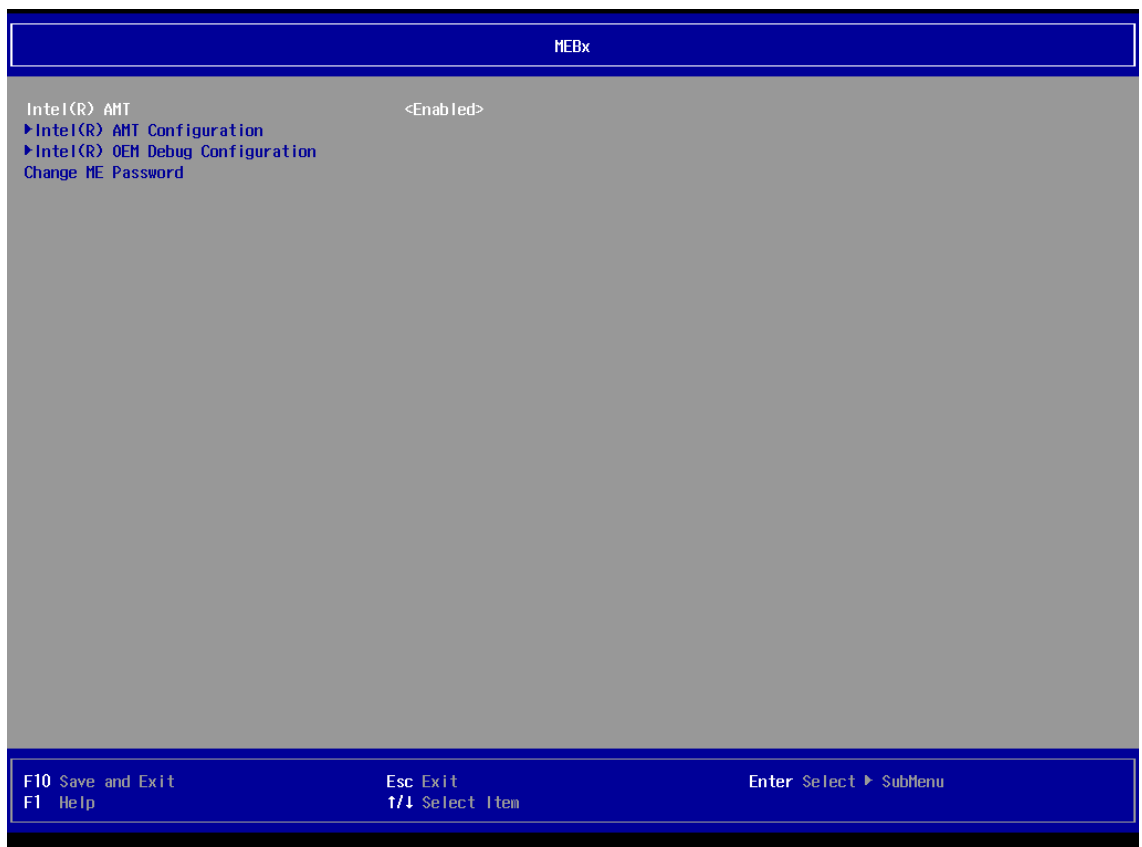 MEBx
Intel(R) AMT <Enabled>
▶Intel(R) AMT Configuration
▶Intel(R) OEM Debug Configuration
Change ME Password
F10 Save and Exit Esc Exit Enter Select ▶ SubMenu
F1 Help ↑/↓ Select Item